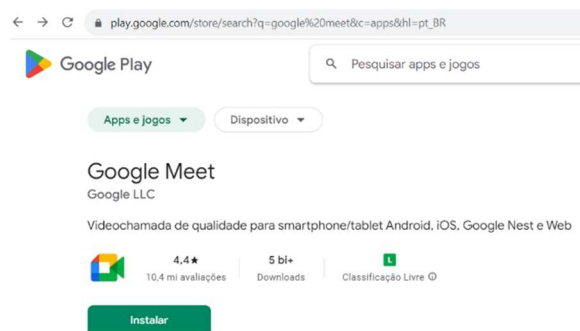 play.google.com/store/search?q=google%20meet&c=apps&hl=pt_BR
Google Play
Pesquisar apps e jogos
Apps e jogos
Dispositivo
Google Meet
Google LLC
Videochamada de qualidade para smartphone/tablet Android, iOS, Google Nest e Web
4,4★ 5 bi+ L
10,4 mi avaliações Downloads Classificação Livre
Instalar